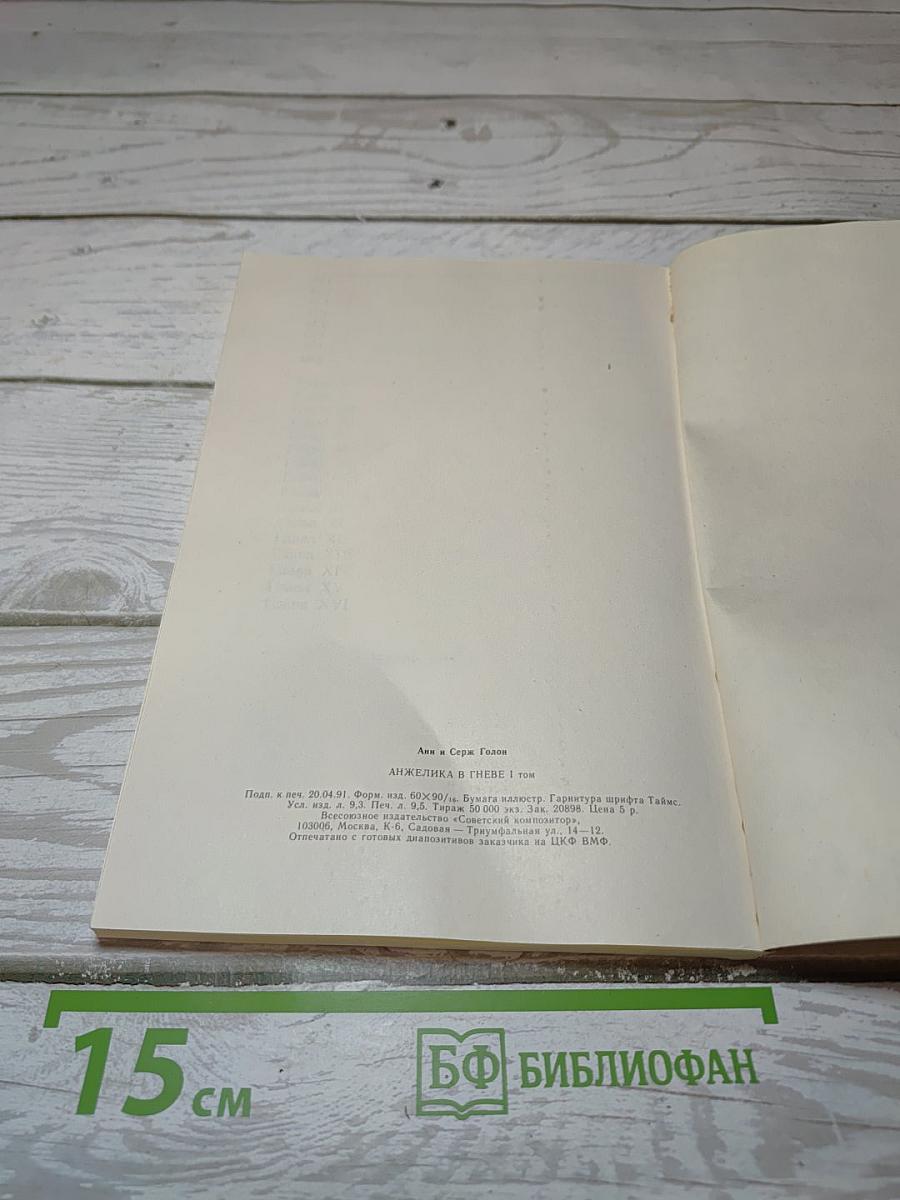 Анн и Серж Голон
АНЖЕЛИКА В ГНЕВЕ I том
Подп. к печ. 20.04.91. Форм. изд. 60×90/16. Бумага иллюстр. Гарнитура шрифта Таймс.
Усл. изд. л. 9,3. Печ. л. 9,5. Тираж 50 000 экз. Зак. 20898. Цена 5 р.
Всесоюзное издательство «Советский композитор»,
103006, Москва, К-6, Садовая — Триумфальная ул., 14—12.
Отпечатано с готовых диапозитивов заказчика на ЦКФ ВМФ.
15 см
БФ БИБЛИОФАН